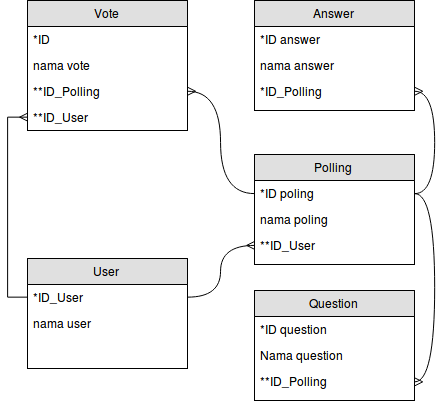 Vote
*ID
nama vote
**ID_Polling
**ID_User
Answer
*ID answer
nama answer
*ID_Polling
Polling
*ID poling
nama poling
**ID_User
User
*ID_User
nama user
Question
*ID question
Nama question
**ID_Polling